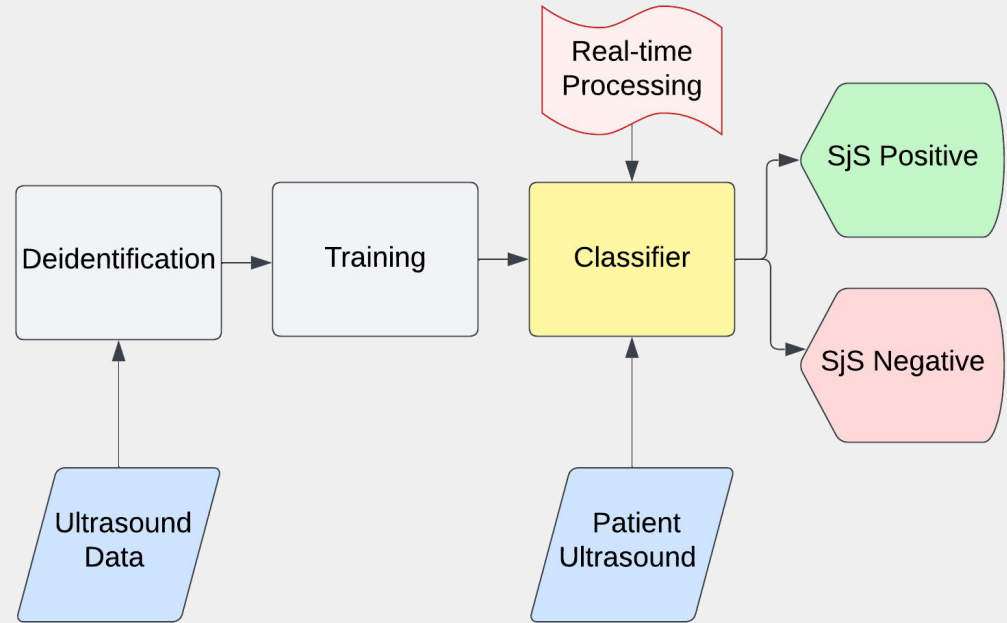 Real-time
Processing
SjS Positive
Deidentification
Training
Classifier
SjS Negative
Ultrasound
Data
Patient
Ultrasound